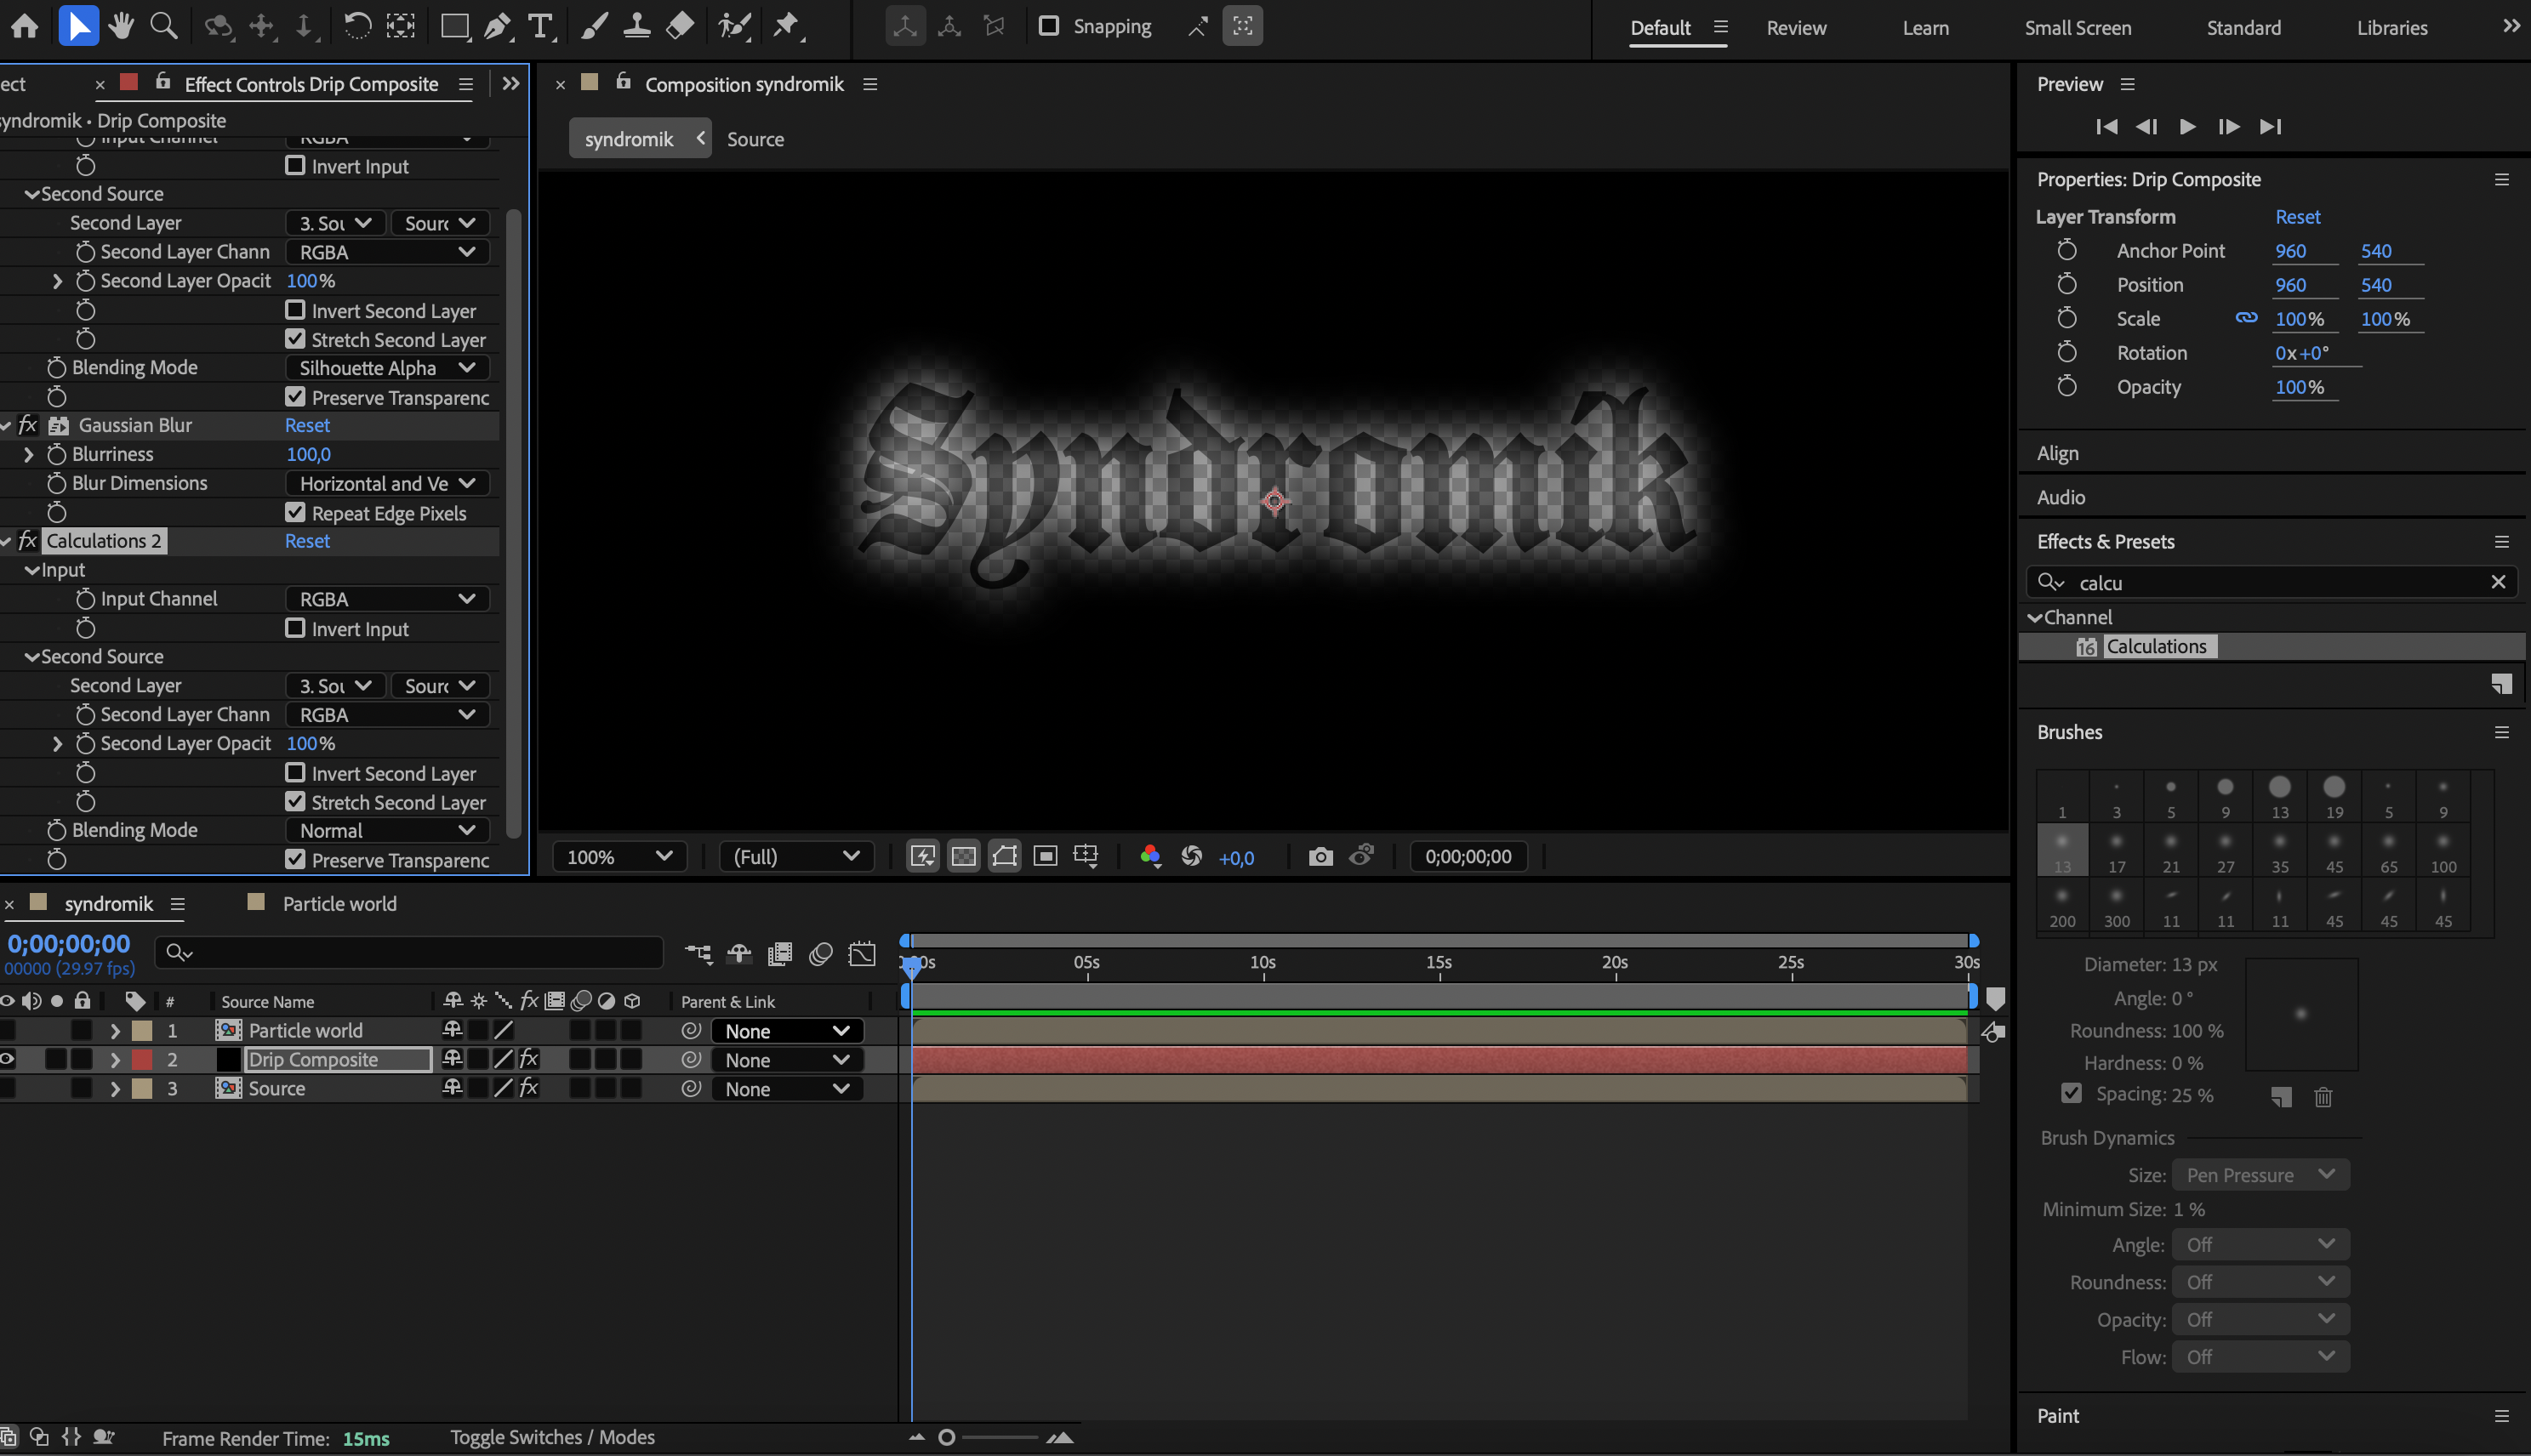 Snapping
Default
Review
Learn
Small Screen
Standard
Libraries
ect
Effect Controls Drip Composite
yndromik • Drip Composite
Input Channel
RGBA
Invert Input
Second Source
Second Layer
3. Sou
Sourc
Second Layer Chann
RGBA
Second Layer Opacit
100%
Invert Second Layer
Stretch Second Layer
Blending Mode
Silhouette Alpha
Preserve Transparenc
fx Gaussian Blur
Reset
Blurriness
100,0
Blur Dimensions
Horizontal and Ve
Repeat Edge Pixels
fx Calculations 2
Reset
Input
Input Channel
RGBA
Invert Input
Second Source
Second Layer
3. Sou
Sourc
Second Layer Chann
RGBA
Second Layer Opacit
100%
Invert Second Layer
Stretch Second Layer
Blending Mode
Normal
Preserve Transparenc
Composition syndromik
syndromik
Source
Syndromik
100%
(Full)
+0,0
0;00;00;00
Preview
Properties: Drip Composite
Layer Transform
Reset
Anchor Point
960
540
Position
960
540
Scale
100%
100%
Rotation
0x+0°
Opacity
100%
Align
Audio
Effects & Presets
calcu
Channel
16 Calculations
Brushes
1 3 5 9 13 19 5 9
13 17 21 27 35 45 65 100
200 300 11 11 11 45 45 45
Diameter: 13 px
Angle: 0 °
Roundness: 100 %
Hardness: 0 %
Spacing: 25 %
Brush Dynamics
Size: Pen Pressure
Minimum Size: 1 %
Angle: Off
Roundness: Off
Opacity: Off
Flow: Off
Paint
syndromik
Particle world
0;00;00;00
00000 (29.97 fps)
05s 10s 15s 20s 25s 30s
# Source Name fx Parent & Link
1 Particle world None
2 Drip Composite fx None
3 Source fx None
Frame Render Time: 15ms
Toggle Switches / Modes